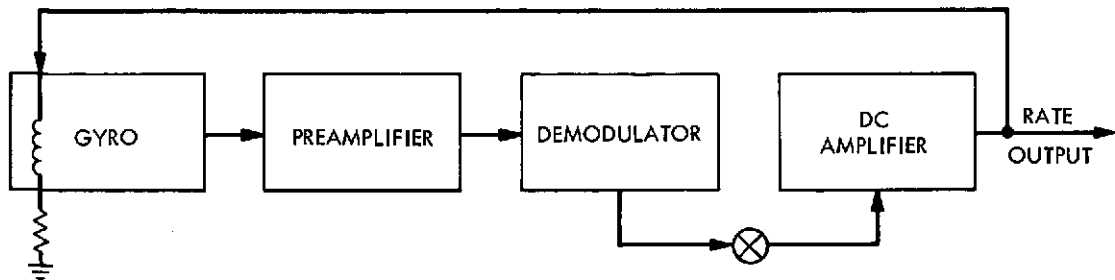 GYRO
PREAMPLIFIER
DEMODULATOR
DC
AMPLIFIER
RATE
OUTPUT